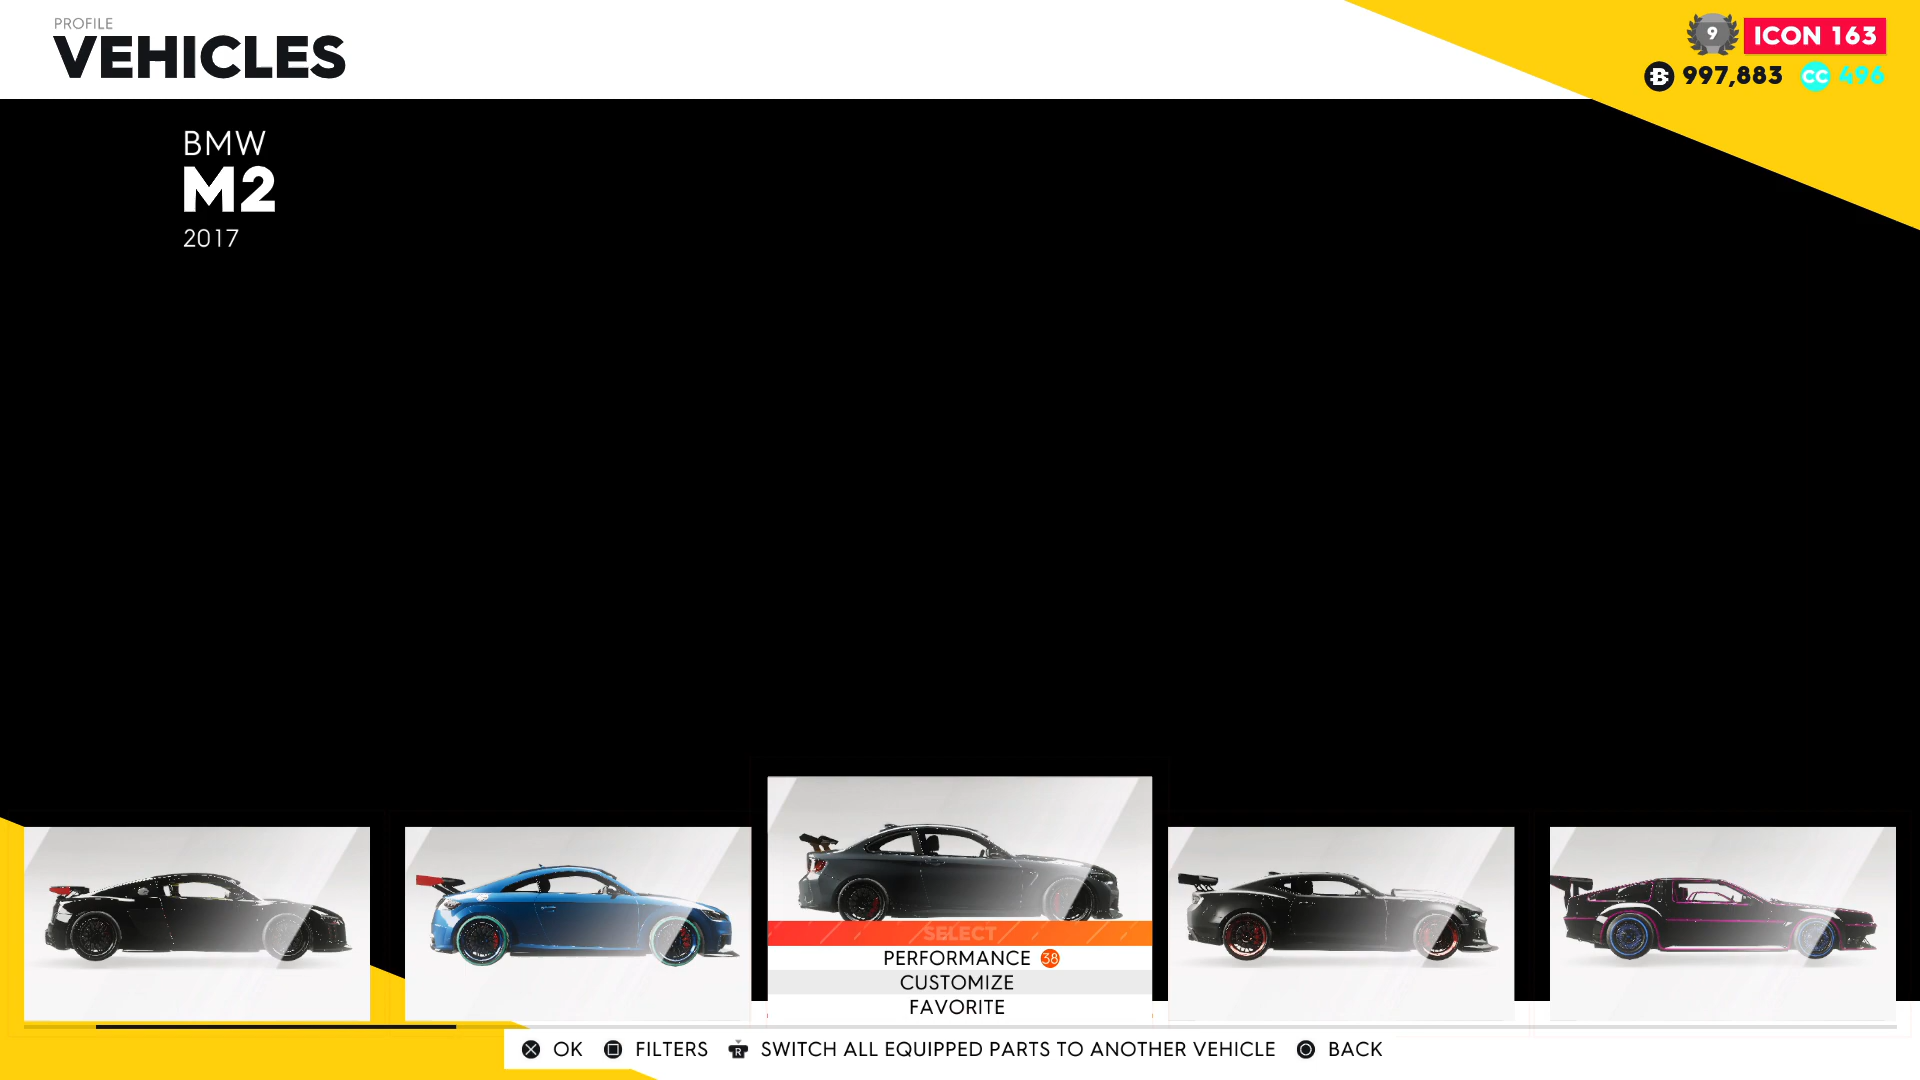 PROFILE
VEHICLES
9
ICON 163
997,883
CC 496
BMW
M2
2017
SELECT
PERFORMANCE 38
CUSTOMIZE
FAVORITE
OK
FILTERS
R SWITCH ALL EQUIPPED PARTS TO ANOTHER VEHICLE
BACK